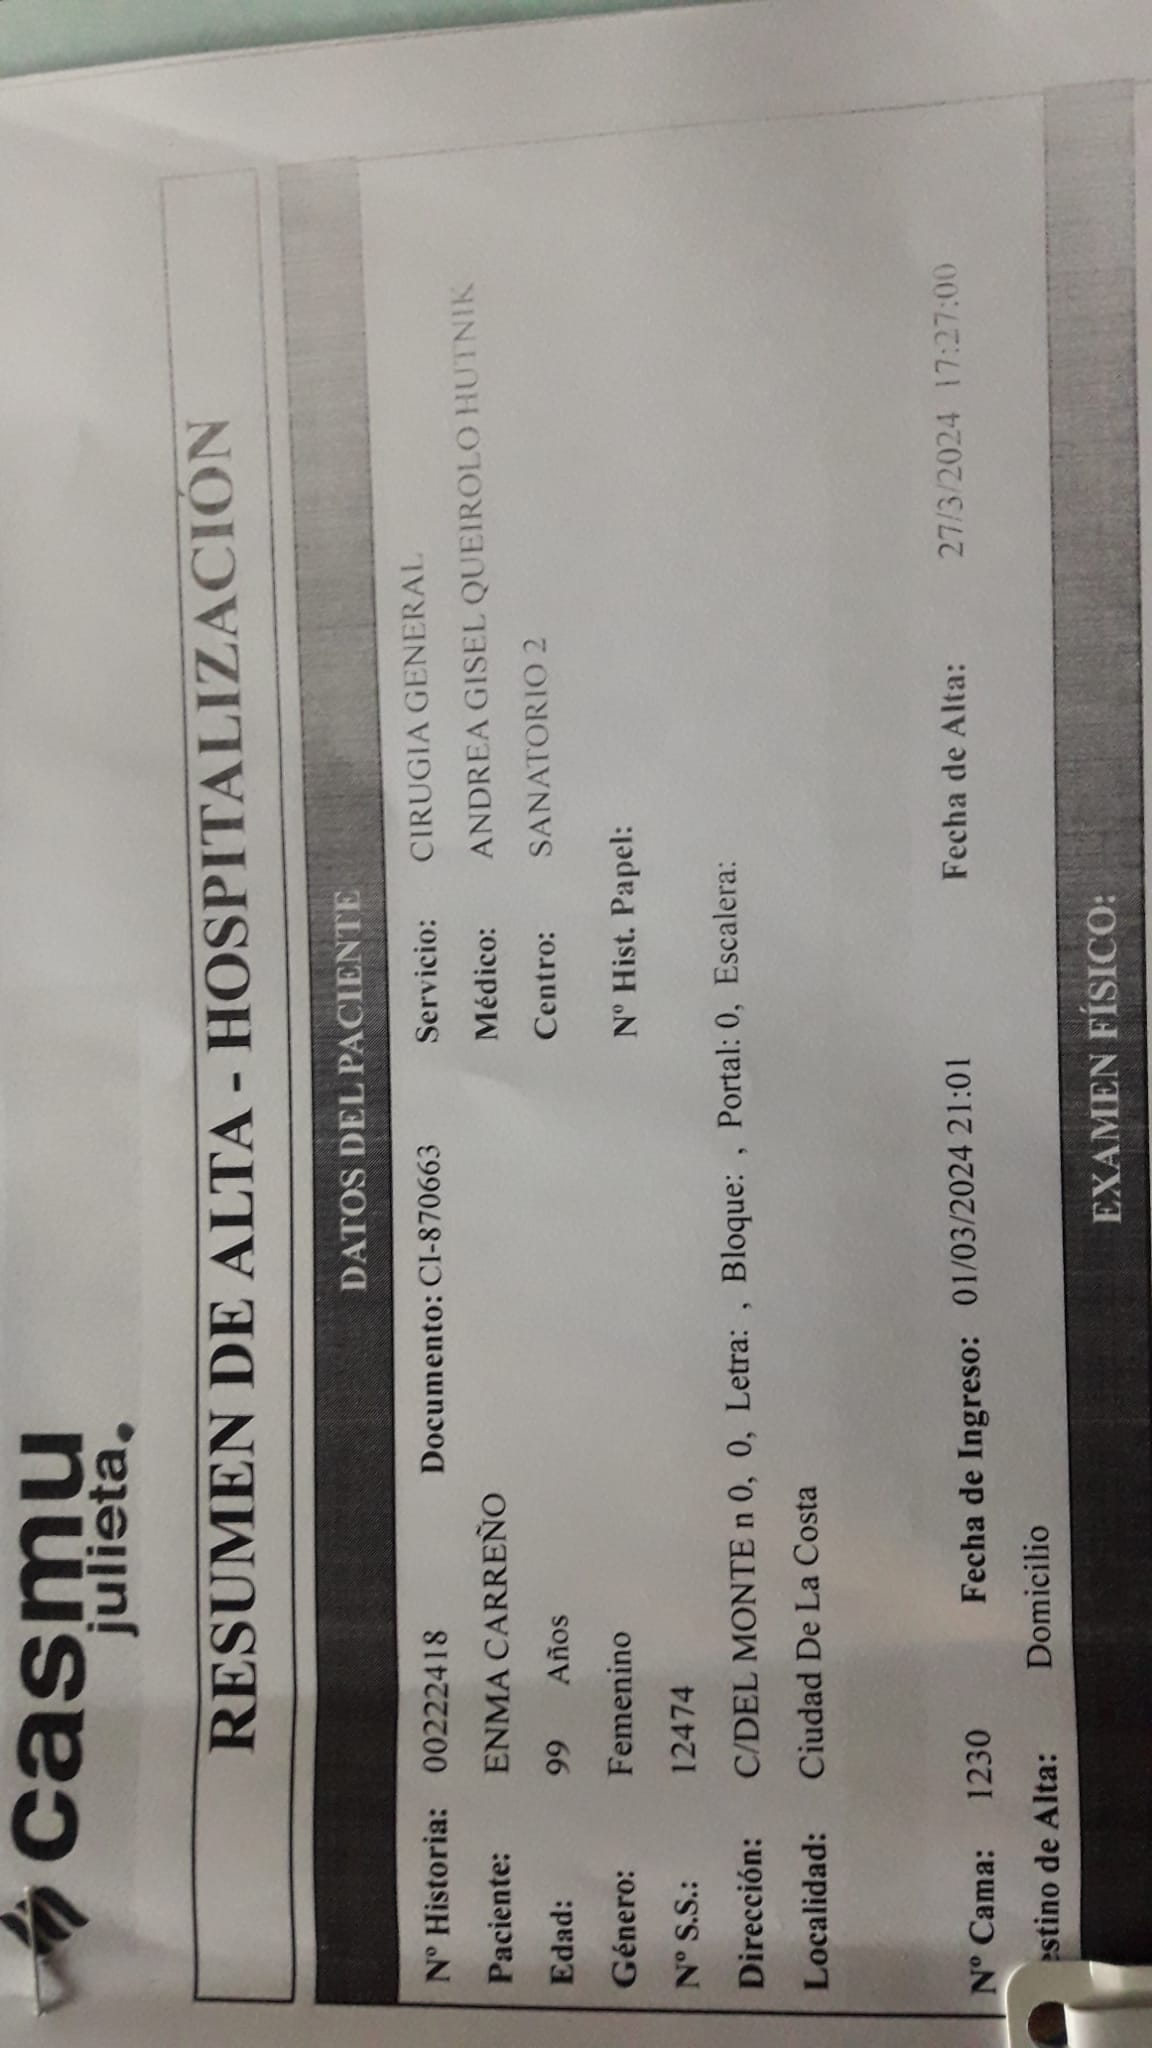 casmu
julieta.
RESUMEN DE ALTA - HOSPITALIZACIÓN
DATOS DEL PACIENTE
Nº Historia: 00222418 Documento: CI-870663 Servicio: CIRUGIA GENERAL
Paciente: ENMA CARREÑO Médico: ANDREA GISEL QUEIROLO HUTNIK
Edad: 99 Años Centro: SANATORIO 2
Género: Femenino Nº Hist. Papel:
Nº S.S.: 12474
Dirección: C/DEL MONTE n 0, 0, Letra: , Bloque: , Portal: 0, Escalera:
Localidad: Ciudad De La Costa
Nº Cama: 1230 Fecha de Ingreso: 01/03/2024 21:01 Fecha de Alta: 27/3/2024 17:27:00
estino de Alta: Domicilio
EXAMEN FÍSICO: